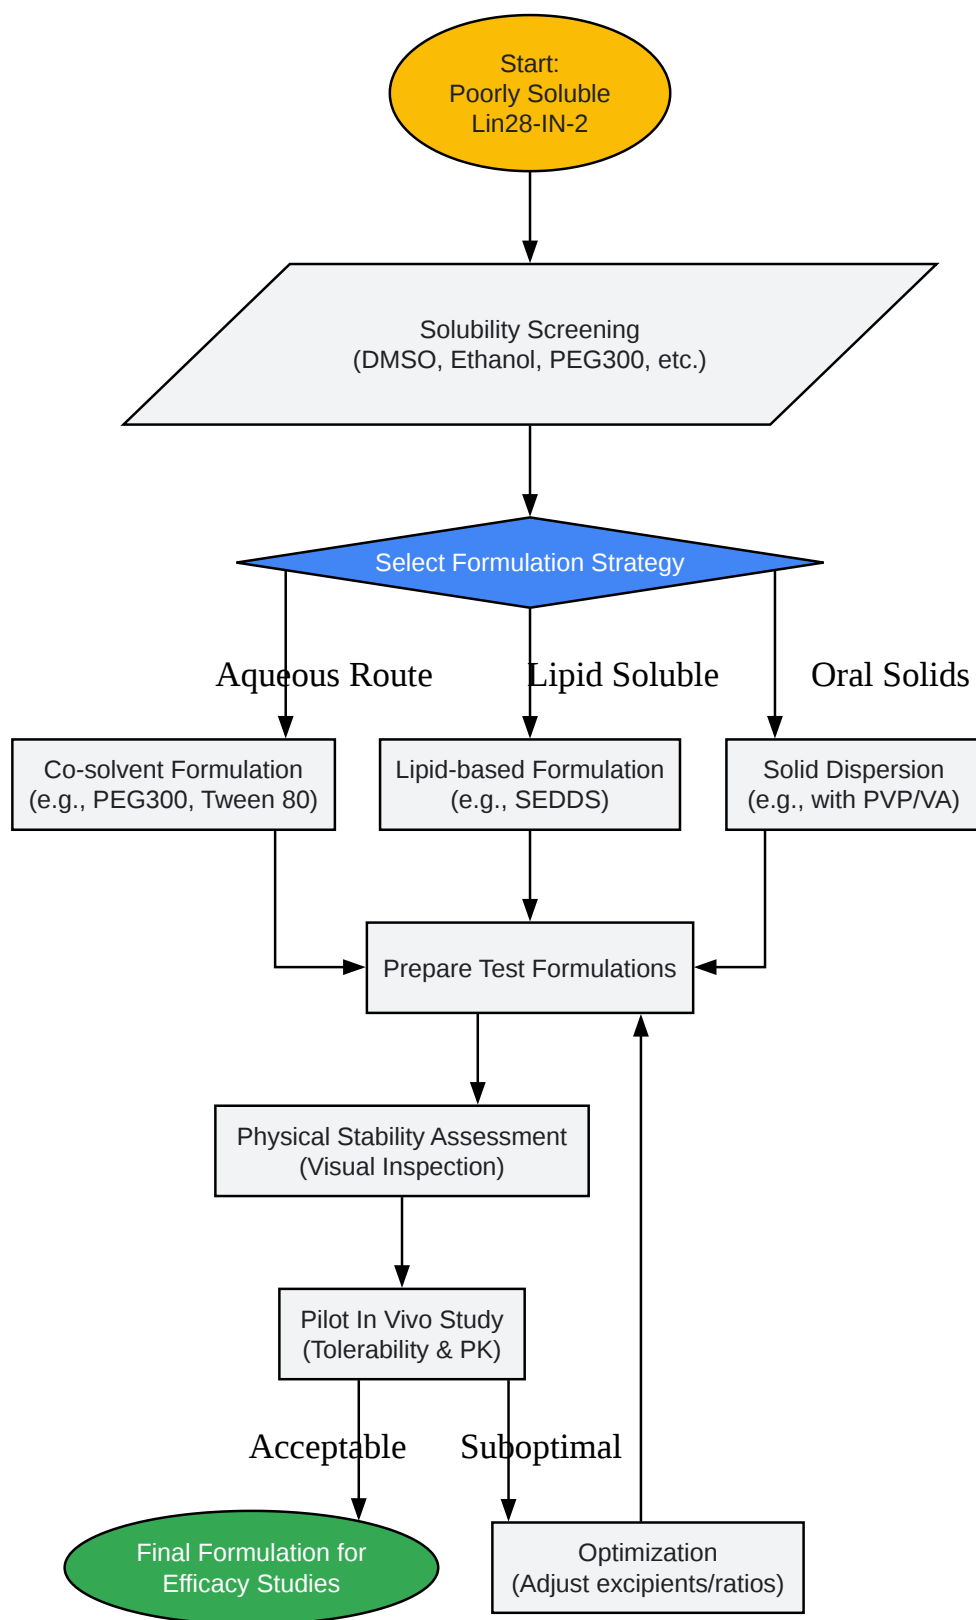 Start:
Poorly Soluble
Lin28-IN-2
Solubility Screening
(DMSO, Ethanol, PEG300, etc.)
Select Formulation Strategy
Aqueous Route
Lipid Soluble
Oral Solids
Co-solvent Formulation
(e.g., PEG300, Tween 80)
Lipid-based Formulation
(e.g., SEDDS)
Solid Dispersion
(e.g., with PVP/VA)
Prepare Test Formulations
Physical Stability Assessment
(Visual Inspection)
Pilot In Vivo Study
(Tolerability & PK)
Acceptable
Suboptimal
Final Formulation for
Efficacy Studies
Optimization
(Adjust excipients/ratios)